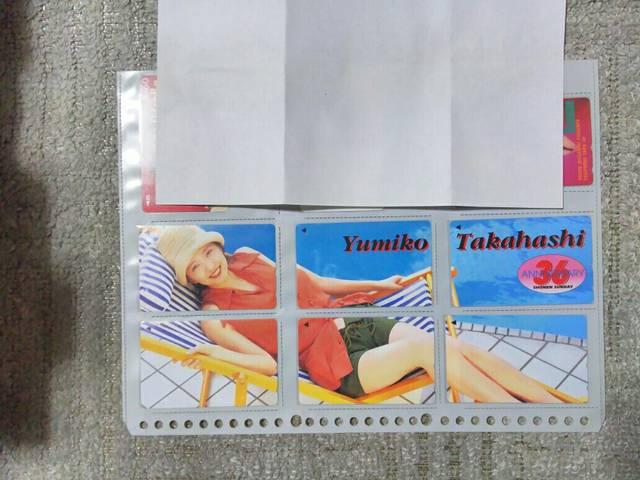 Yumiko Takahashi
36
ANNIVERSARY
SHONEN SUNDAY